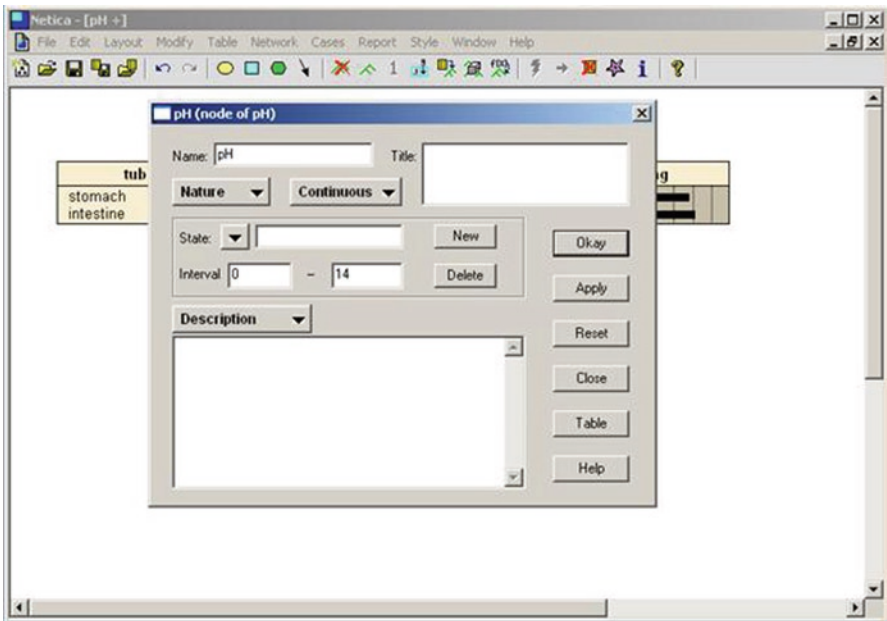 Netica - [pH +]
File Edit Layout Modify Table Network Cases Report Style Window Help
1
pH (node of pH)
Name: pH Title:
Nature Continuous
State: New
Interval 0 - 14 Delete
Description
Okay
Apply
Reset
Close
Table
Help
tub
stomach
intestine